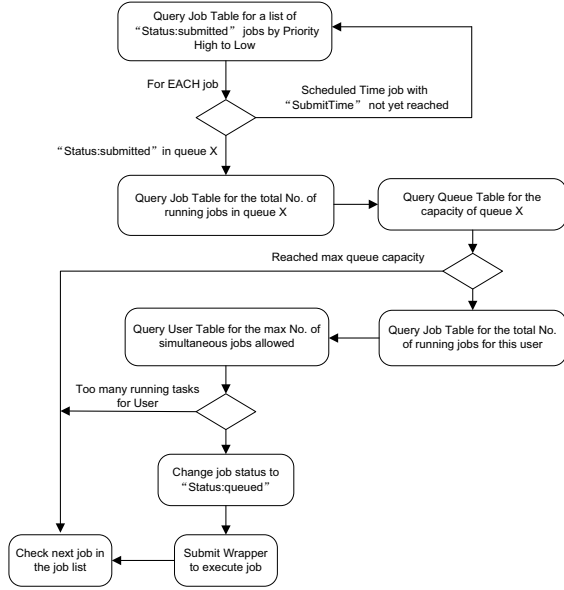 Query Job Table for a list of
“Status:submitted” jobs by Priority
High to Low
For EACH job
Scheduled Time job with
“SubmitTime” not yet reached
“Status:submitted” in queue X
Query Job Table for the total No. of
running jobs in queue X
Query Queue Table for the
capacity of queue X
Reached max queue capacity
Query User Table for the max No. of
simultaneous jobs allowed
Query Job Table for the total No.
of running jobs for this user
Too many running tasks
for User
Change job status to
“Status:queued”
Check next job in
the job list
Submit Wrapper
to execute job